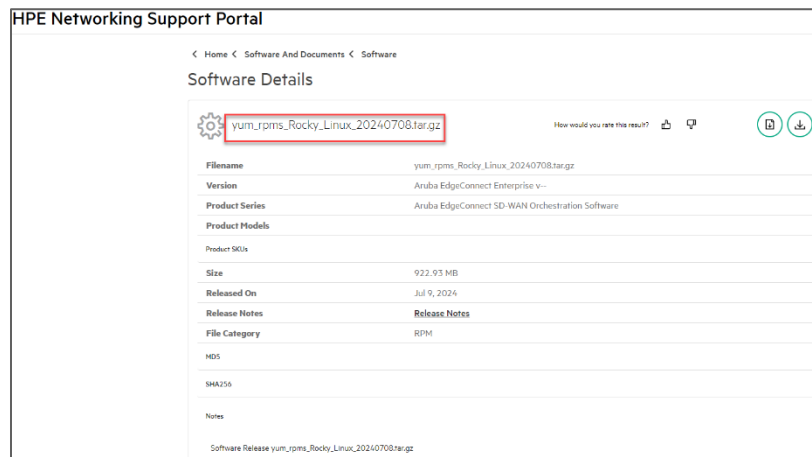 HPE Networking Support Portal
< Home < Software And Documents < Software
Software Details
yum_rpms_Rocky_Linux_20240708.tar.gz How would you rate this result?
Filename yum_rpms_Rocky_Linux_20240708.tar.gz
Version Aruba EdgeConnect Enterprise v--
Product Series Aruba EdgeConnect SD-WAN Orchestration Software
Product Models
Product SKUs
Size 922.93 MB
Released On Jul 9, 2024
Release Notes Release Notes
File Category RPM
MD5
SHA256
Notes
Software Release yum_rpms_Rocky_Linux_20240708.tar.gz